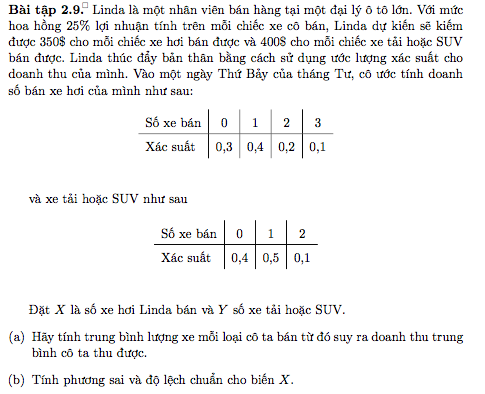 Bài tập 2.9. Linda là một nhân viên bán hàng tại một đại lý ô tô lớn. Với mức
hoa hồng 25% lợi nhuận tính trên mỗi chiếc xe cô bán, Linda dự kiến sẽ kiếm
được 350$ cho mỗi chiếc xe hơi bán được và 400$ cho mỗi chiếc xe tải hoặc SUV
bán được. Linda thúc đẩy bản thân bằng cách sử dụng ước lượng xác suất cho
doanh thu của mình. Vào một ngày Thứ Bảy của tháng Tư, cô ước tính doanh
số bán xe hơi của mình như sau:
Số xe bán 0 1 2 3
Xác suất 0,3 0,4 0,2 0,1
và xe tải hoặc SUV như sau
Số xe bán 0 1 2
Xác suất 0,4 0,5 0,1
Đặt X là số xe hơi Linda bán và Y số xe tải hoặc SUV.
(a) Hãy tính trung bình lượng xe mỗi loại cô ta bán từ đó suy ra doanh thu trung
bình cô ta thu được.
(b) Tính phương sai và độ lệch chuẩn cho biến X.